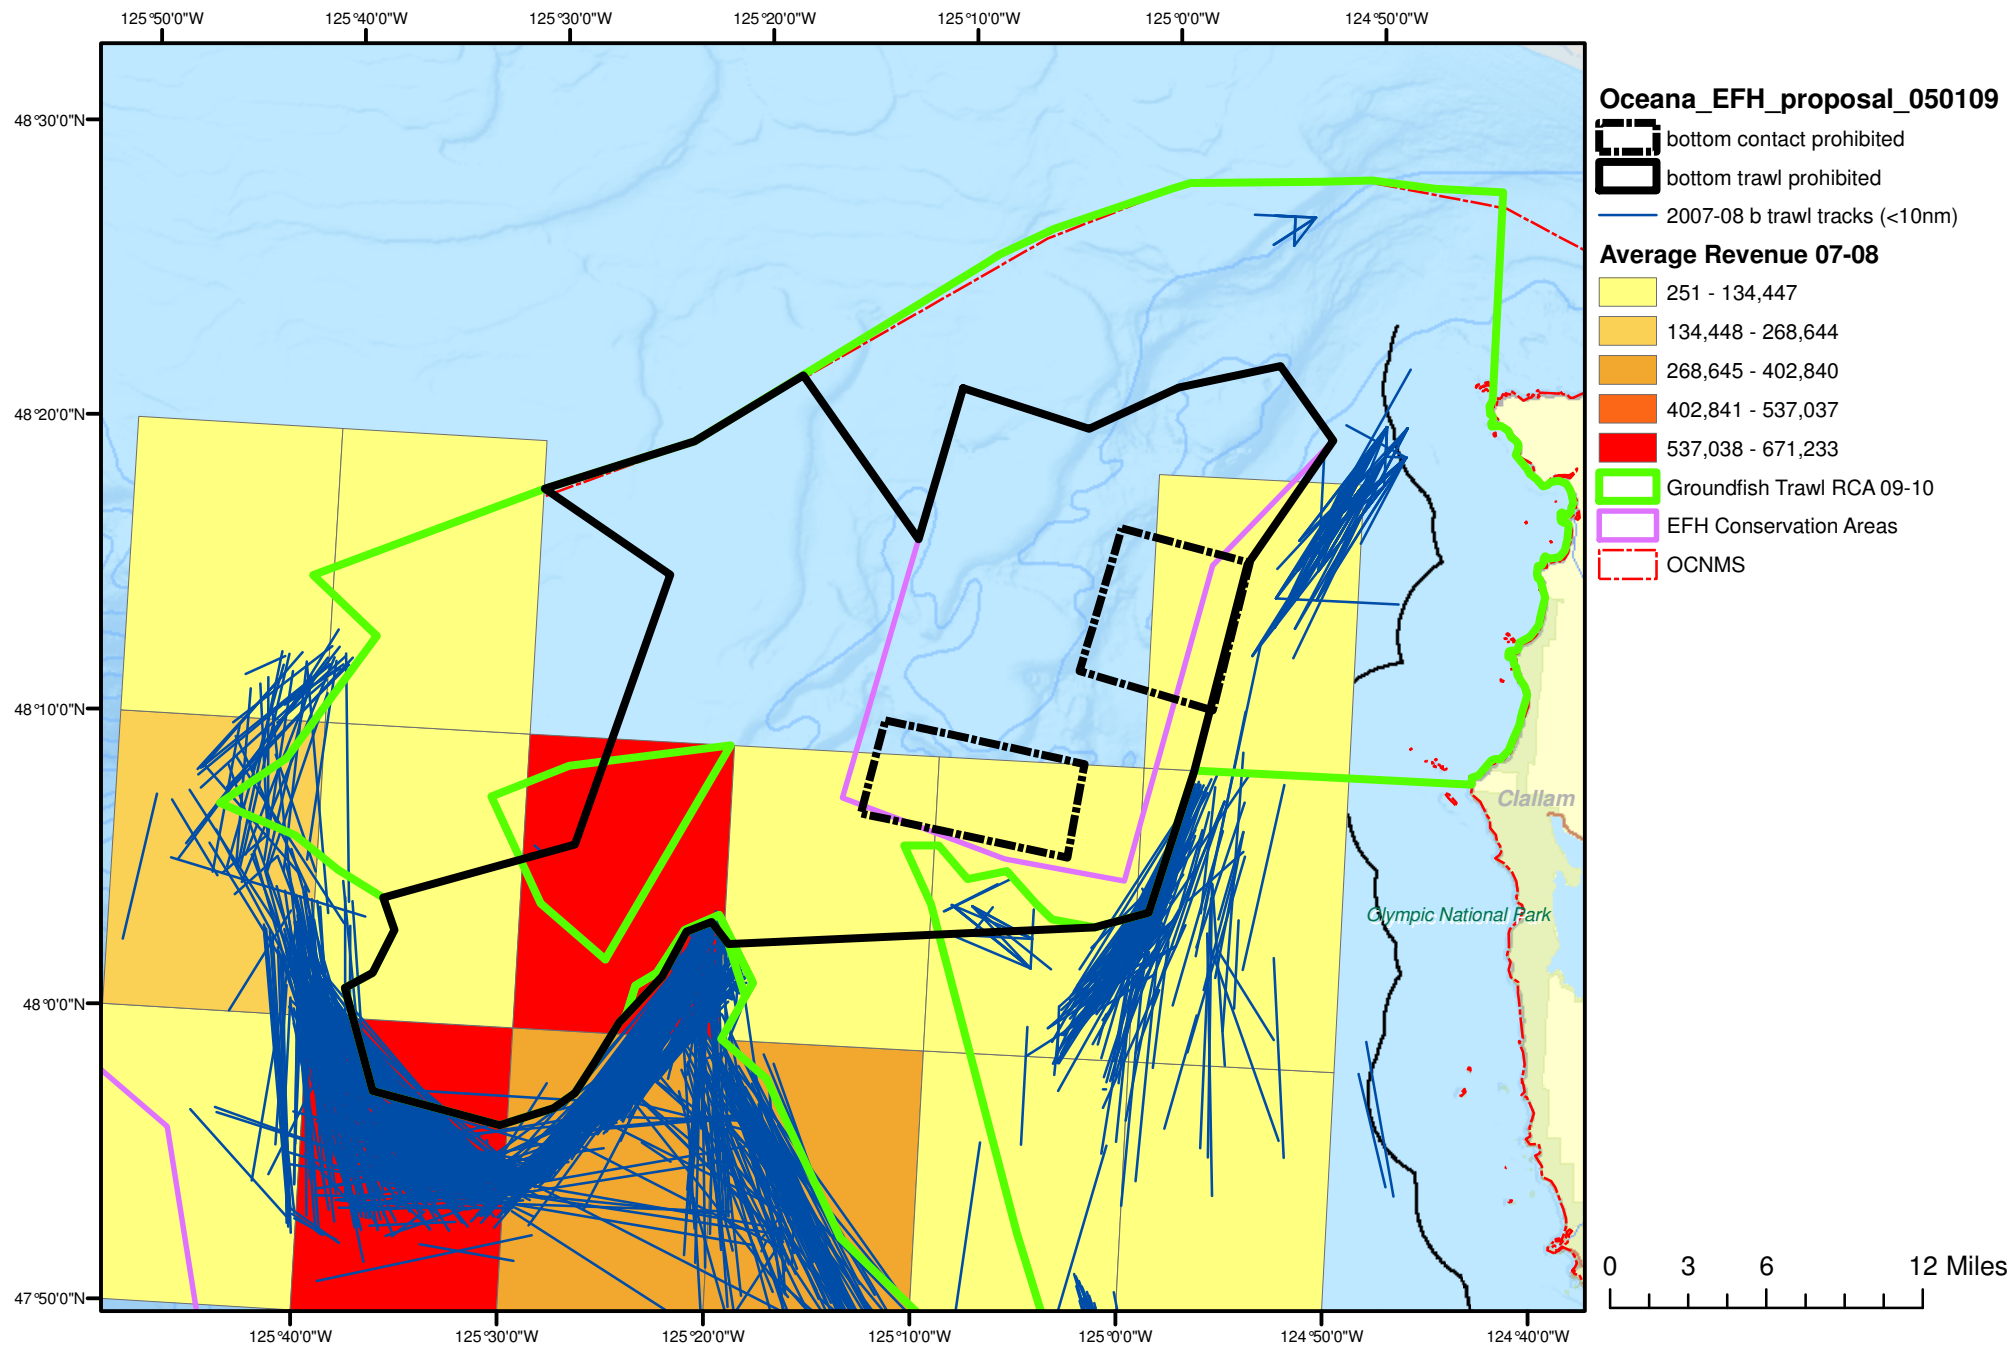 125°50'0"W 125°40'0"W 125°30'0"W 125°20'0"W 125°10'0"W 125°0'0"W 124°50'0"W
48°30'0"N
48°20'0"N
48°10'0"N
48°0'0"N
47°50'0"N
Clallam
Olympic National Park
125°40'0"W 125°30'0"W 125°20'0"W 125°10'0"W 125°0'0"W 124°50'0"W 124°40'0"W
Oceana_EFH_proposal_050109
bottom contact prohibited
bottom trawl prohibited
2007-08 b trawl tracks (<10nm)
Average Revenue 07-08
251 - 134,447
134,448 - 268,644
268,645 - 402,840
402,841 - 537,037
537,038 - 671,233
Groundfish Trawl RCA 09-10
EFH Conservation Areas
OCNMS
0 3 6 12 Miles